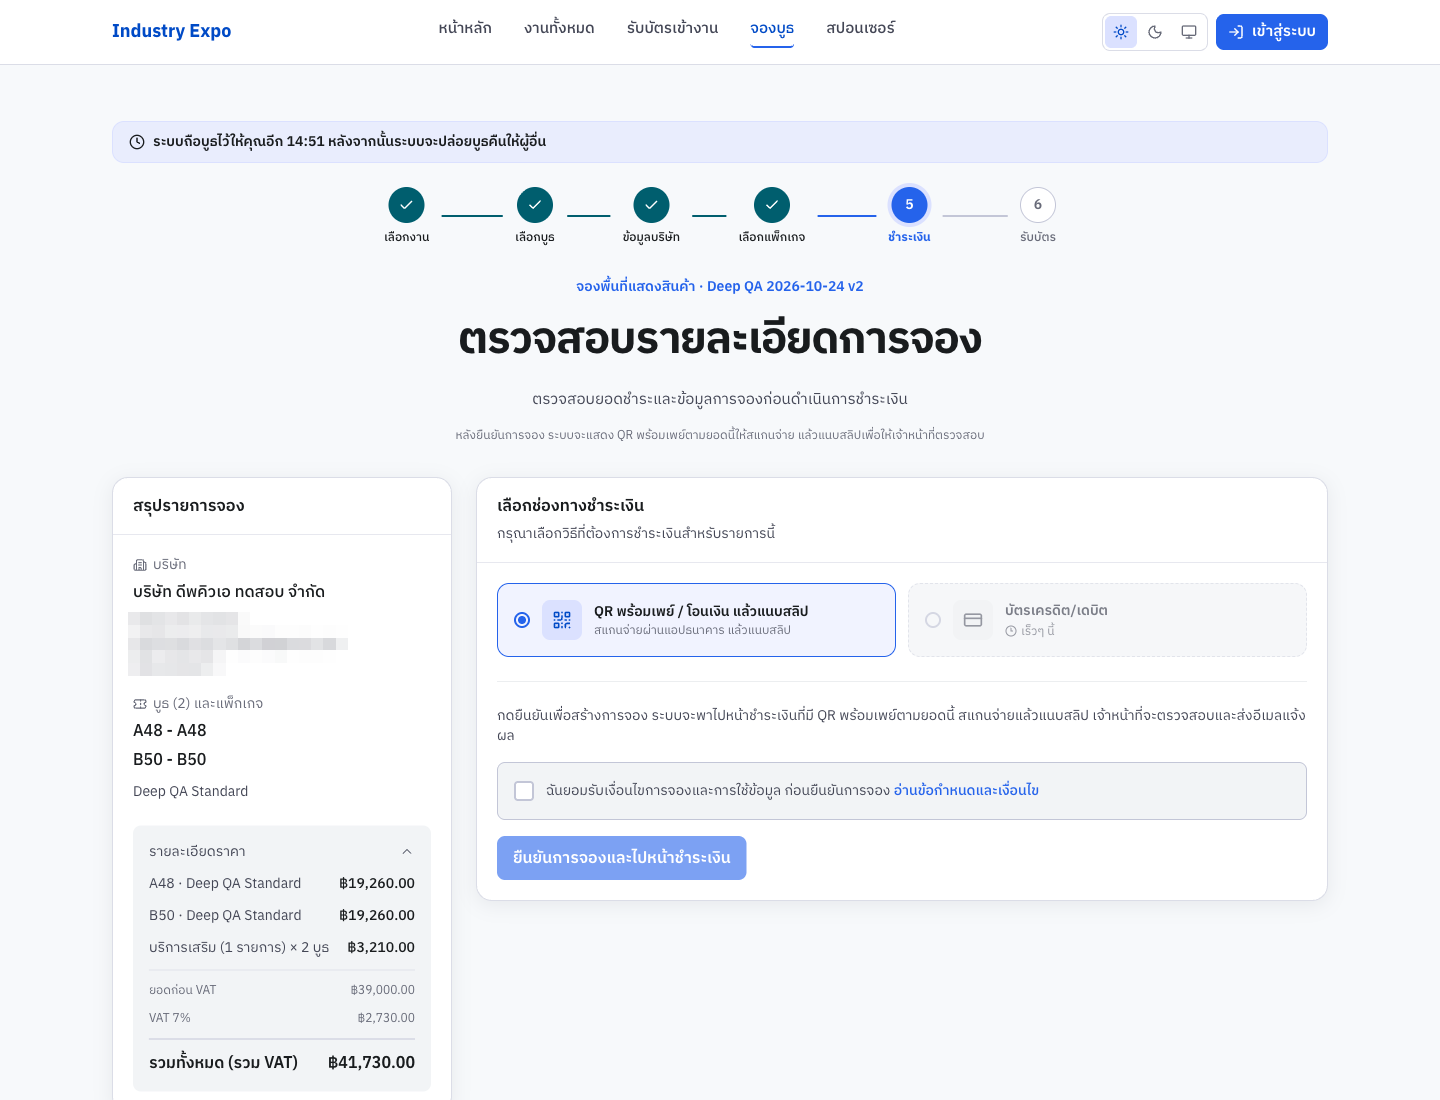 Industry Expo
หน้าหลัก
งานทั้งหมด
รับบัตรเข้างาน
จองบูธ
สปอนเซอร์
เข้าสู่ระบบ
ระบบถือบูธไว้ให้คุณอีก 14:51 หลังจากนั้นระบบจะปล่อยบูธคืนให้ผู้อื่น
เลือกงาน
เลือกบูธ
ข้อมูลบริษัท
เลือกแพ็กเกจ
5
ชำระเงิน
6
รับบัตร
จองพื้นที่แสดงสินค้า · Deep QA 2026-10-24 v2
ตรวจสอบรายละเอียดการจอง
ตรวจสอบยอดชำระและข้อมูลการจองก่อนดำเนินการชำระเงิน
หลังยืนยันการจอง ระบบจะแสดง QR พร้อมเพย์ตามยอดนี้ให้สแกนจ่าย แล้วแนบสลิปเพื่อให้เจ้าหน้าที่ตรวจสอบ
สรุปรายการจอง
บริษัท
บริษัท ดีพคิวเอ ทดสอบ จำกัด
บูธ (2) และแพ็กเกจ
A48 - A48
B50 - B50
Deep QA Standard
รายละเอียดราคา
A48 · Deep QA Standard ฿19,260.00
B50 · Deep QA Standard ฿19,260.00
บริการเสริม (1 รายการ) × 2 บูธ ฿3,210.00
ยอดก่อน VAT ฿39,000.00
VAT 7% ฿2,730.00
รวมทั้งหมด (รวม VAT) ฿41,730.00
เลือกช่องทางชำระเงิน
กรุณาเลือกวิธีที่ต้องการชำระเงินสำหรับรายการนี้
QR พร้อมเพย์ / โอนเงิน แล้วแนบสลิป
สแกนจ่ายผ่านแอปธนาคาร แล้วแนบสลิป
บัตรเครดิต/เดบิต
เร็วๆ นี้
กดยืนยันเพื่อสร้างการจอง ระบบจะพาไปหน้าชำระเงินที่มี QR พร้อมเพย์ตามยอดนี้ สแกนจ่ายแล้วแนบสลิป เจ้าหน้าที่จะตรวจสอบและส่งอีเมลแจ้ง
ผล
ฉันยอมรับเงื่อนไขการจองและการใช้ข้อมูล ก่อนยืนยันการจอง อ่านข้อกำหนดและเงื่อนไข
ยืนยันการจองและไปหน้าชำระเงิน